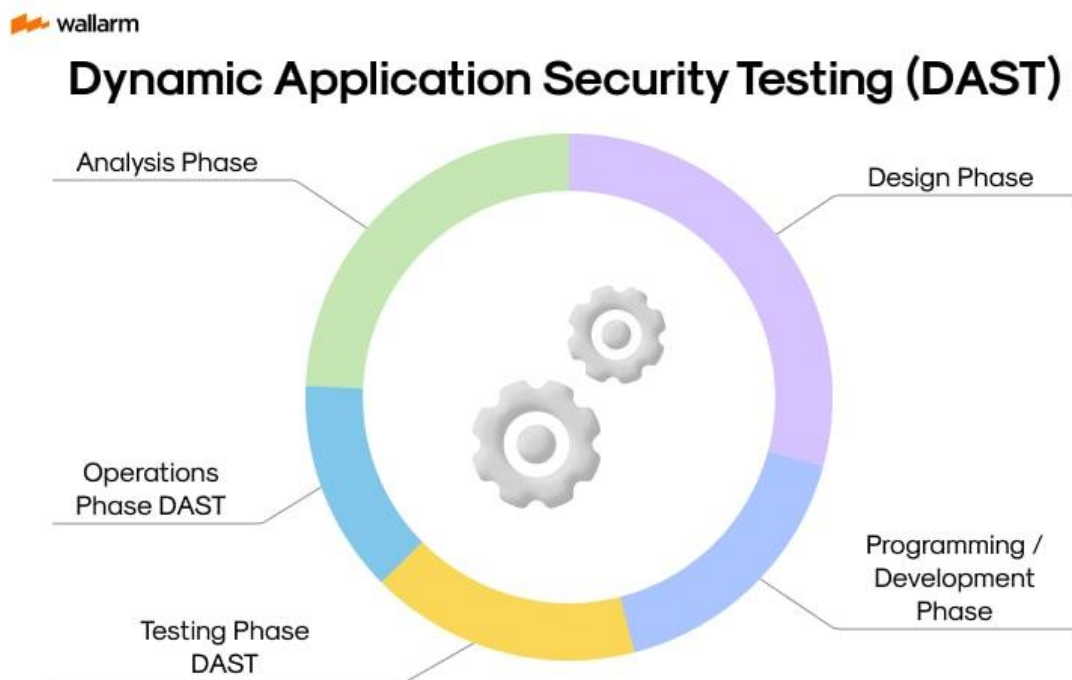 wallarm
Dynamic Application Security Testing (DAST)
Analysis Phase
Design Phase
Operations
Phase DAST
Programming /
Development
Phase
Testing Phase
DAST